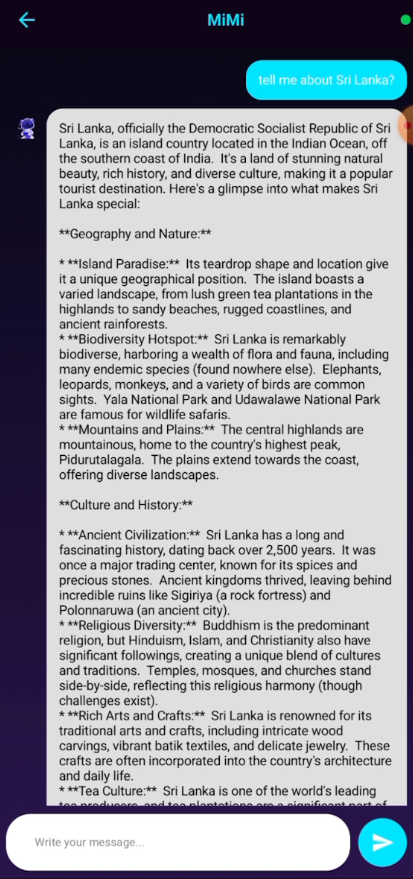 MiMi
tell me about Sri Lanka?
Sri Lanka, officially the Democratic Socialist Republic of Sri
Lanka, is an island country located in the Indian Ocean, off
the southern coast of India.  It's a land of stunning natural
beauty, rich history, and diverse culture, making it a popular
tourist destination. Here's a glimpse into what makes Sri
Lanka special:
**Geography and Nature:**
* **Island Paradise:**  Its teardrop shape and location give
it a unique geographical position.  The island boasts a
varied landscape, from lush green tea plantations in the
highlands to sandy beaches, rugged coastlines, and
ancient rainforests.
* **Biodiversity Hotspot:**  Sri Lanka is remarkably
biodiverse, harboring a wealth of flora and fauna, including
many endemic species (found nowhere else).  Elephants,
leopards, monkeys, and a variety of birds are common
sights.  Yala National Park and Udawalawe National Park
are famous for wildlife safaris.
* **Mountains and Plains:**  The central highlands are
mountainous, home to the country's highest peak,
Pidurutalagala.  The plains extend towards the coast,
offering diverse landscapes.
**Culture and History:**
* **Ancient Civilization:**  Sri Lanka has a long and
fascinating history, dating back over 2,500 years.  It was
once a major trading center, known for its spices and
precious stones.  Ancient kingdoms thrived, leaving behind
incredible ruins like Sigiriya (a rock fortress) and
Polonnaruwa (an ancient city).
* **Religious Diversity:**  Buddhism is the predominant
religion, but Hinduism, Islam, and Christianity also have
significant followings, creating a unique blend of cultures
and traditions.  Temples, mosques, and churches stand
side-by-side, reflecting this religious harmony (though
challenges exist).
* **Rich Arts and Crafts:**  Sri Lanka is renowned for its
traditional arts and crafts, including intricate wood
carvings, vibrant batik textiles, and delicate jewelry.  These
crafts are often incorporated into the country's architecture
and daily life.
* **Tea Culture:**  Sri Lanka is one of the world's leading
tea producers, and tea plantations are a significant part of
Write your message...